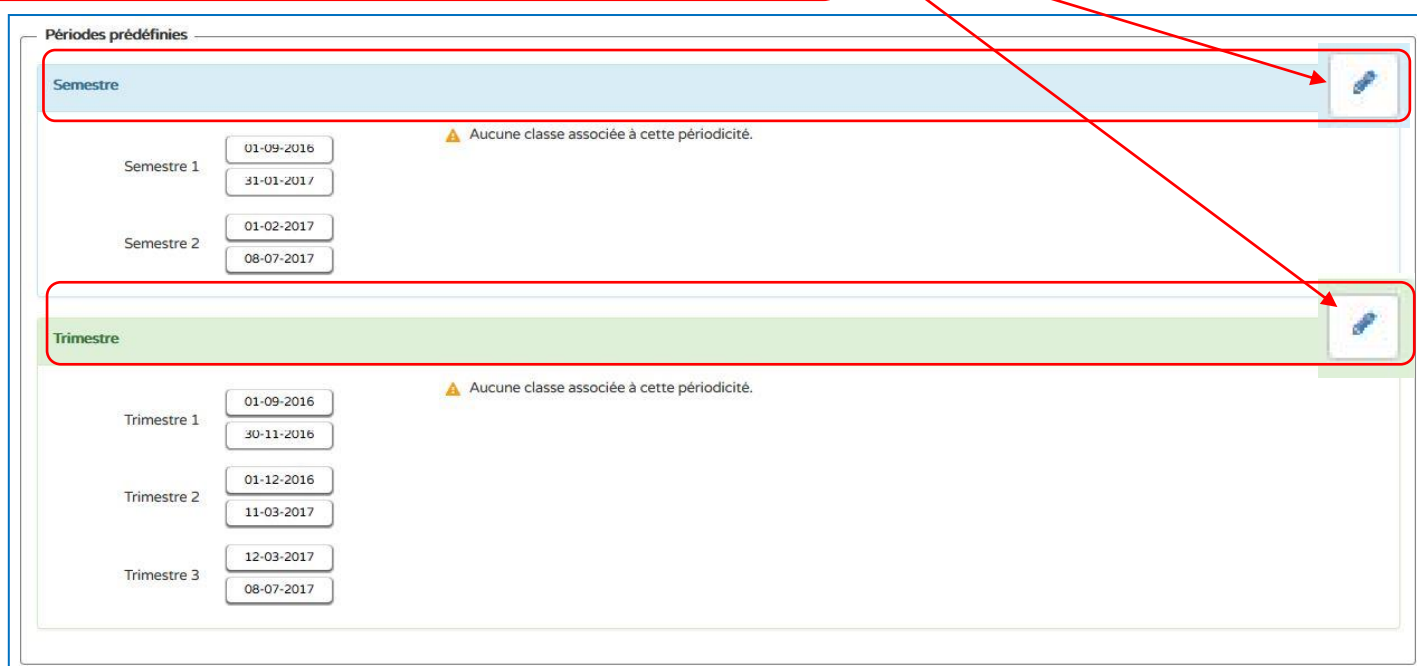 Périodes prédéfinies
Semestre
Aucune classe associée à cette périodicité.
Semestre 1
01-09-2016
31-01-2017
Semestre 2
01-02-2017
08-07-2017
Trimestre
Aucune classe associée à cette périodicité.
Trimestre 1
01-09-2016
30-11-2016
Trimestre 2
01-12-2016
11-03-2017
Trimestre 3
12-03-2017
08-07-2017